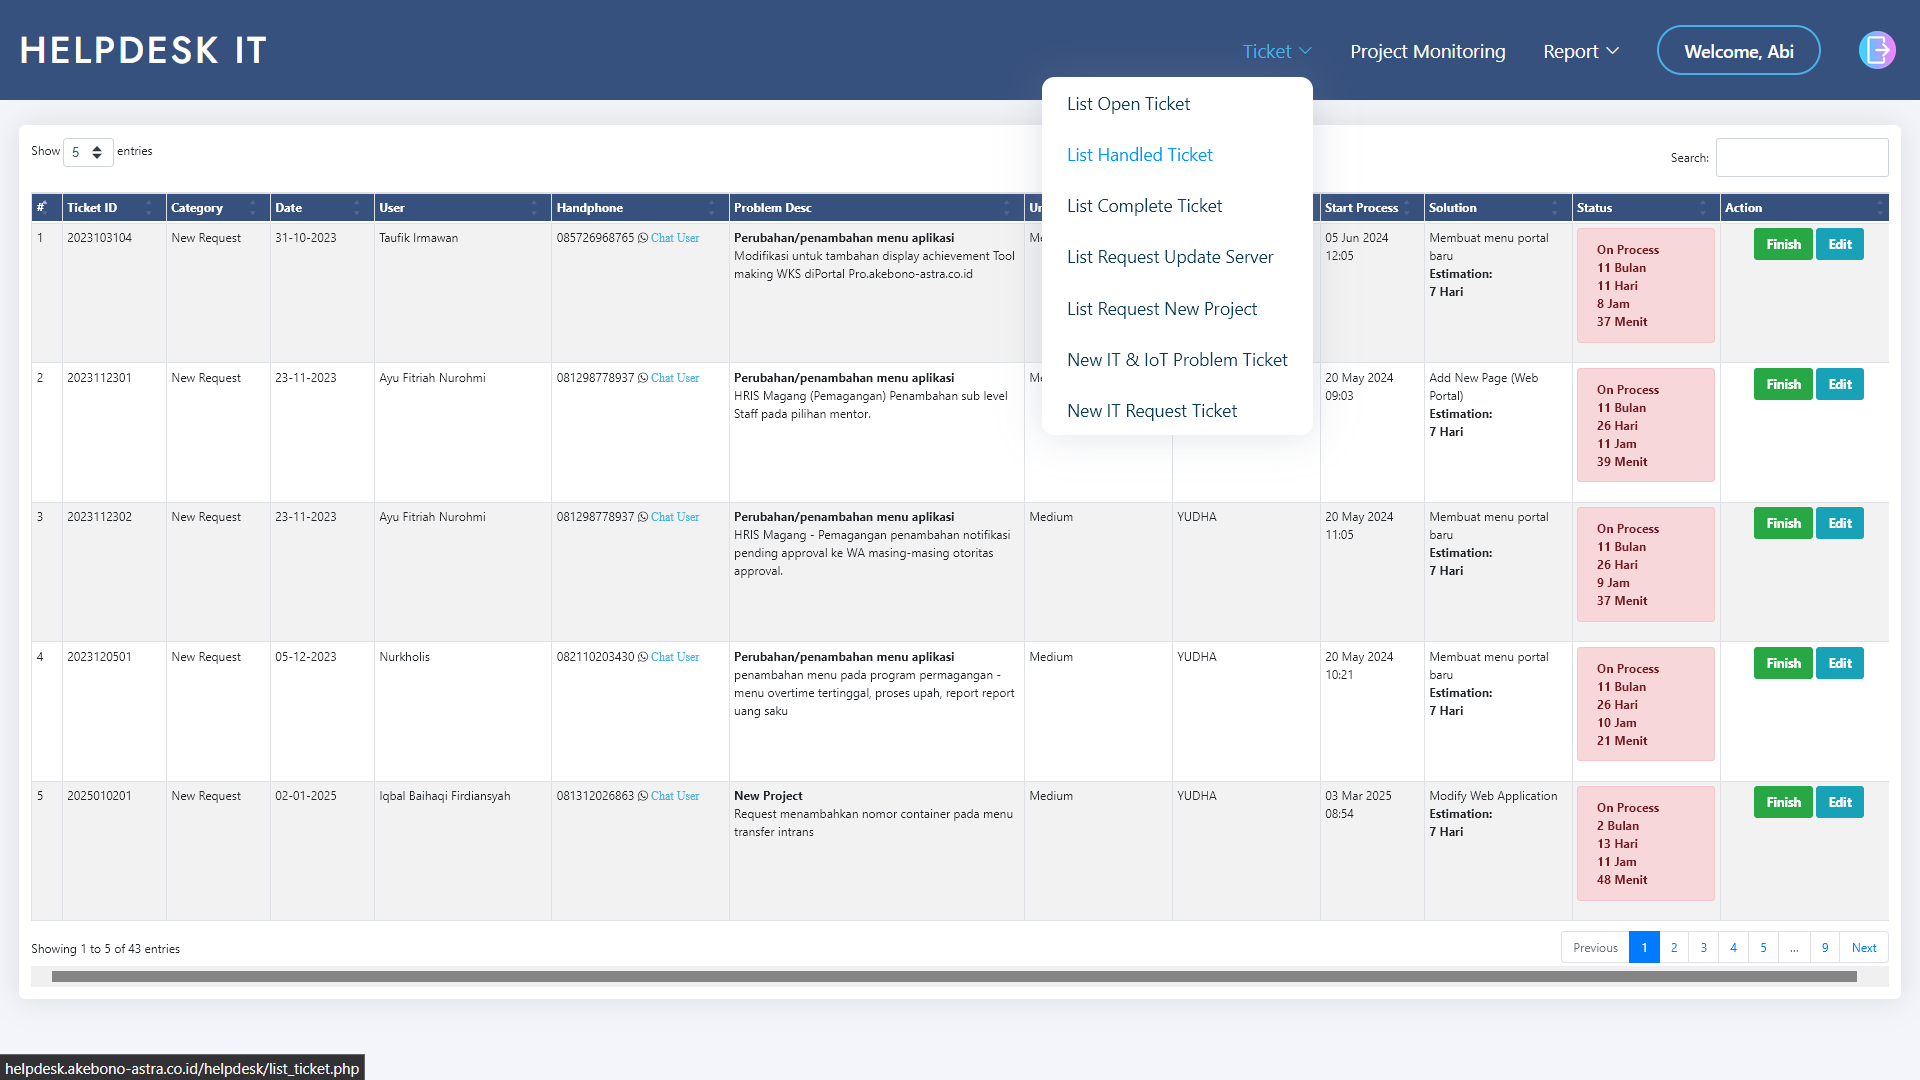 HELPDESK IT
Ticket
Project Monitoring
Report
Welcome, Abi
List Open Ticket
List Handled Ticket
List Complete Ticket
List Request Update Server
List Request New Project
New IT & IoT Problem Ticket
New IT Request Ticket
Show 5 entries
Search:
# Ticket ID Category Date User Handphone Problem Desc Start Process Solution Status Action
1 2023103104 New Request 31-10-2023 Taufik Irmawan 085726968765 Chat User
Perubahan/penambahan menu aplikasi
Modifikasi untuk tambahan display achievement Tool
making WKS diPortal Pro.akebono-astra.co.id
05 Jun 2024
12:05
Membuat menu portal
baru
Estimation:
7 Hari
On Process
11 Bulan
11 Hari
8 Jam
37 Menit
Finish Edit
2 2023112301 New Request 23-11-2023 Ayu Fitriah Nurohmi 081298778937 Chat User
Perubahan/penambahan menu aplikasi
HRIS Magang (Pemagangan) Penambahan sub level
Staff pada pilihan mentor.
20 May 2024
09:03
Add New Page (Web
Portal)
Estimation:
7 Hari
On Process
11 Bulan
26 Hari
11 Jam
39 Menit
Finish Edit
3 2023112302 New Request 23-11-2023 Ayu Fitriah Nurohmi 081298778937 Chat User
Perubahan/penambahan menu aplikasi
HRIS Magang - Pemagangan penambahan notifikasi
pending approval ke WA masing-masing otoritas
approval.
Medium YUDHA
20 May 2024
11:05
Membuat menu portal
baru
Estimation:
7 Hari
On Process
11 Bulan
26 Hari
9 Jam
37 Menit
Finish Edit
4 2023120501 New Request 05-12-2023 Nurkholis 082110203430 Chat User
Perubahan/penambahan menu aplikasi
penambahan menu pada program permagangan -
menu overtime tertinggal, proses upah, report report
uang saku
Medium YUDHA
20 May 2024
10:21
Membuat menu portal
baru
Estimation:
7 Hari
On Process
11 Bulan
26 Hari
10 Jam
21 Menit
Finish Edit
5 2025010201 New Request 02-01-2025 Iqbal Baihaqi Firdiansyah 081312026863 Chat User
New Project
Request menambahkan nomor container pada menu
transfer intrans
Medium YUDHA
03 Mar 2025
08:54
Modify Web Application
Estimation:
7 Hari
On Process
2 Bulan
13 Hari
11 Jam
48 Menit
Finish Edit
Showing 1 to 5 of 43 entries
Previous 1 2 3 4 5 ... 9 Next
helpdesk.akebono-astra.co.id/helpdesk/list_ticket.php